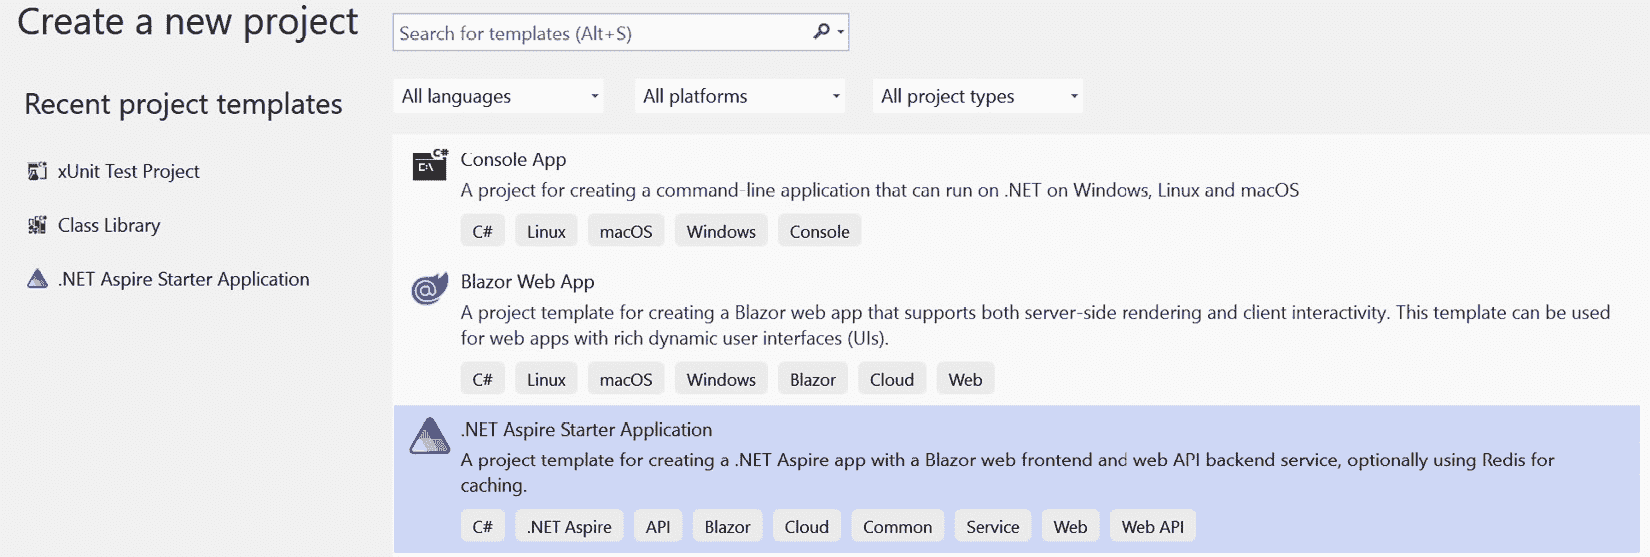 Create a new project
Search for templates (Alt+S)
Recent project templates
xUnit Test Project
Class Library
.NET Aspire Starter Application
All languages
All platforms
All project types
C#
C:\
Console App
A project for creating a command-line application that can run on .NET on Windows, Linux and macOS
C# Linux macOS Windows Console
@
Blazor Web App
A project template for creating a Blazor web app that supports both server-side rendering and client interactivity. This template can be used
for web apps with rich dynamic user interfaces (UIs).
C# Linux macOS Windows Blazor Cloud Web
.NET Aspire Starter Application
A project template for creating a .NET Aspire app with a Blazor web frontend and web API backend service, optionally using Redis for
caching.
C# .NET Aspire API Blazor Cloud Common Service Web Web API